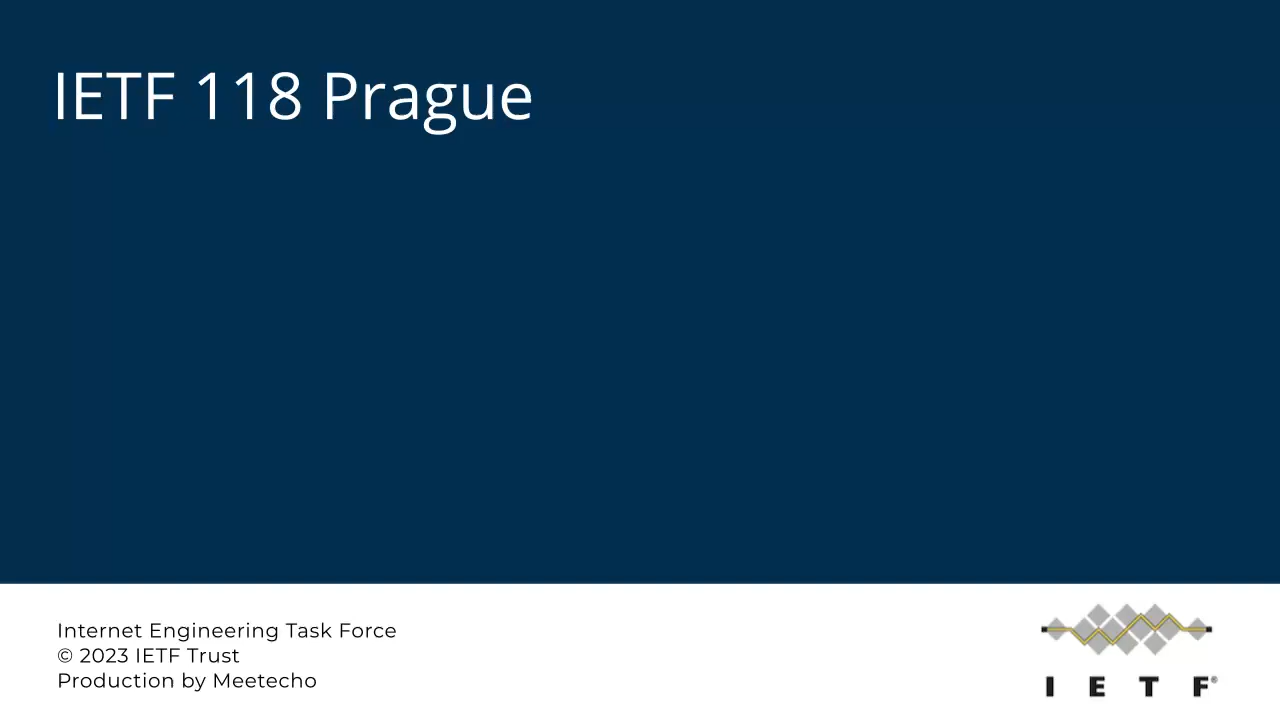 IETF 118 Prague
Internet Engineering Task Force
© 2023 IETF Trust
Production by Meetecho
I E T F®